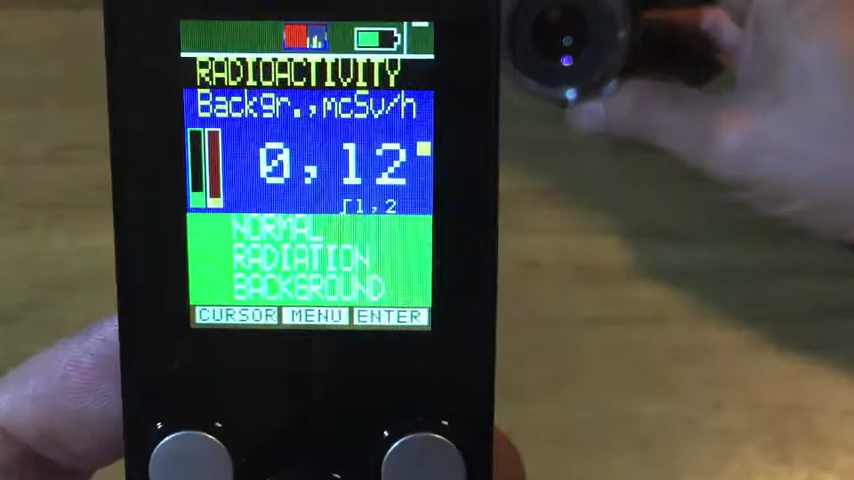 RADIOACTIVITY
Backgr.,mcSv/h
0,12
∫1,2
NORMAL
RADIATION
BACKGROUND
CURSOR MENU ENTER